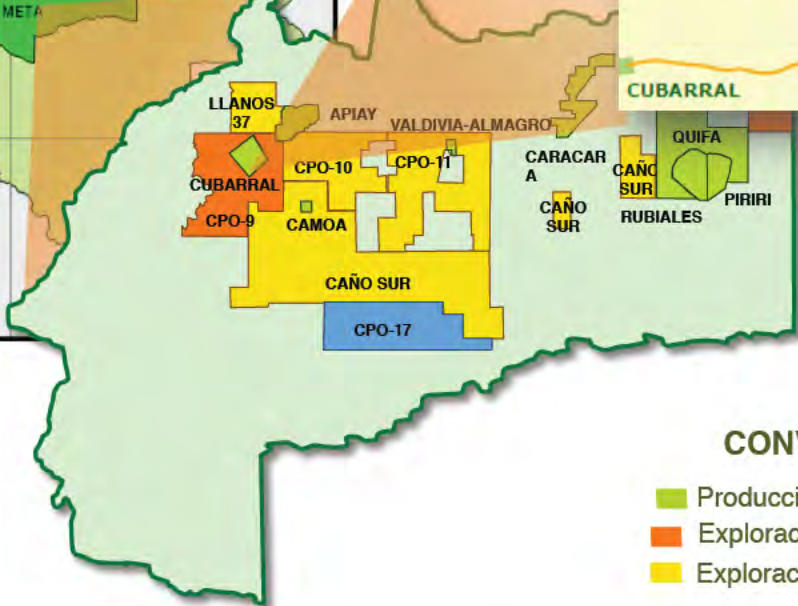 META
CUBARRAL
LLANOS
37
APIAY
VALDIVIA-ALMAGRO
CPO-10
CPO-11
CARACAR
A
CAÑO
SUR
QUIFA
CUBARRAL
CPO-9
CAMOA
CAÑO
SUR
RUBIALES
PIRIRI
CAÑO SUR
CPO-17
CONV
Producci
Explorac
Explorac